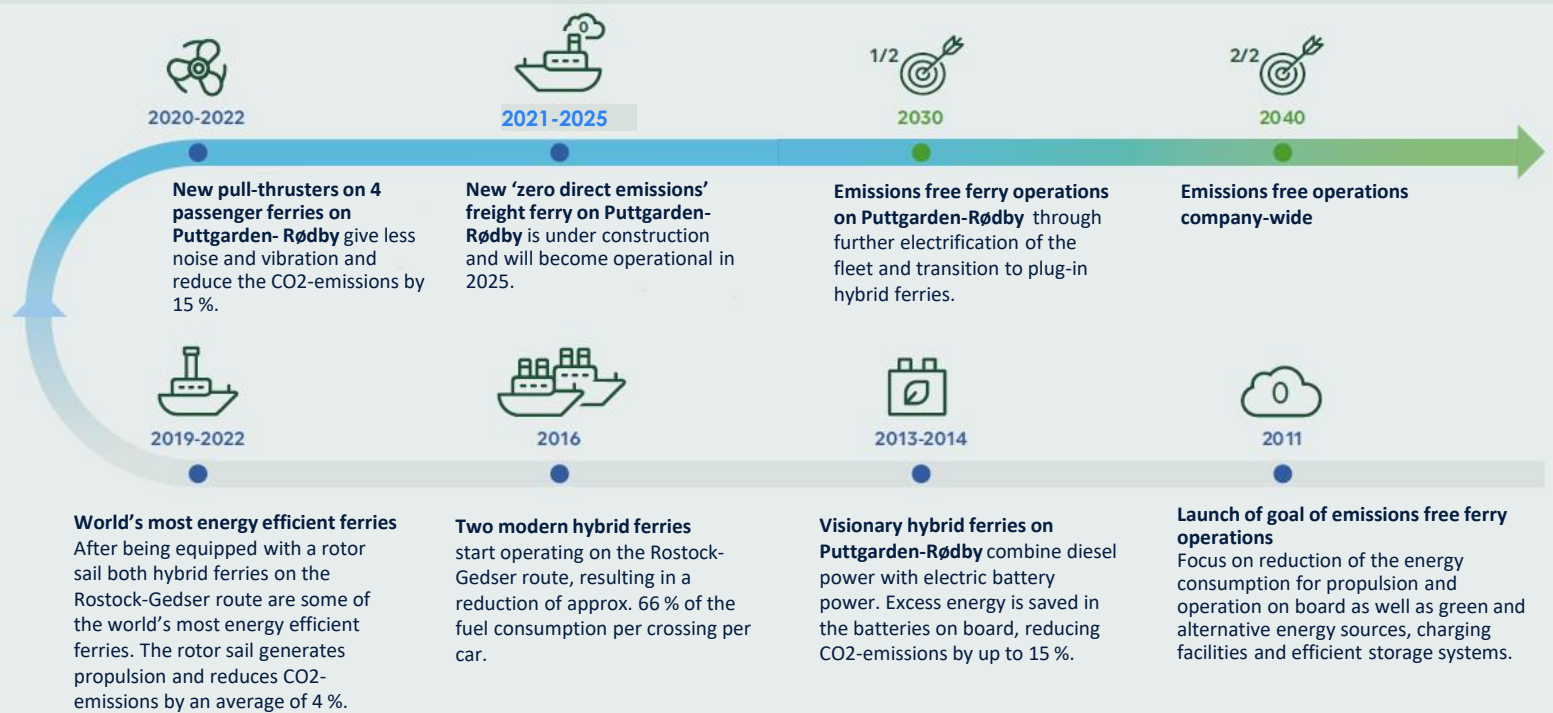 2020-2022
New pull-thrusters on 4
passenger ferries on
Puttgarden- Rødby give less
noise and vibration and
reduce the CO2-emissions by
15 %.
0
2021-2025
New ‘zero direct emissions’
freight ferry on Puttgarden-
Rødby is under construction
and will become operational in
2025.
1/2
2030
Emissions free ferry operations
on Puttgarden-Rødby through
further electrification of the
fleet and transition to plug-in
hybrid ferries.
2/2
2040
Emissions free operations
company-wide
2019-2022
World’s most energy efficient ferries
After being equipped with a rotor
sail both hybrid ferries on the
Rostock-Gedser route are some of
the world’s most energy efficient
ferries. The rotor sail generates
propulsion and reduces CO2-
emissions by an average of 4 %.
2016
Two modern hybrid ferries
start operating on the Rostock-
Gedser route, resulting in a
reduction of approx. 66 % of the
fuel consumption per crossing per
car.
2013-2014
Visionary hybrid ferries on
Puttgarden-Rødby combine diesel
power with electric battery
power. Excess energy is saved in
the batteries on board, reducing
CO2-emissions by up to 15 %.
0
2011
Launch of goal of emissions free ferry
operations
Focus on reduction of the energy
consumption for propulsion and
operation on board as well as green and
alternative energy sources, charging
facilities and efficient storage systems.